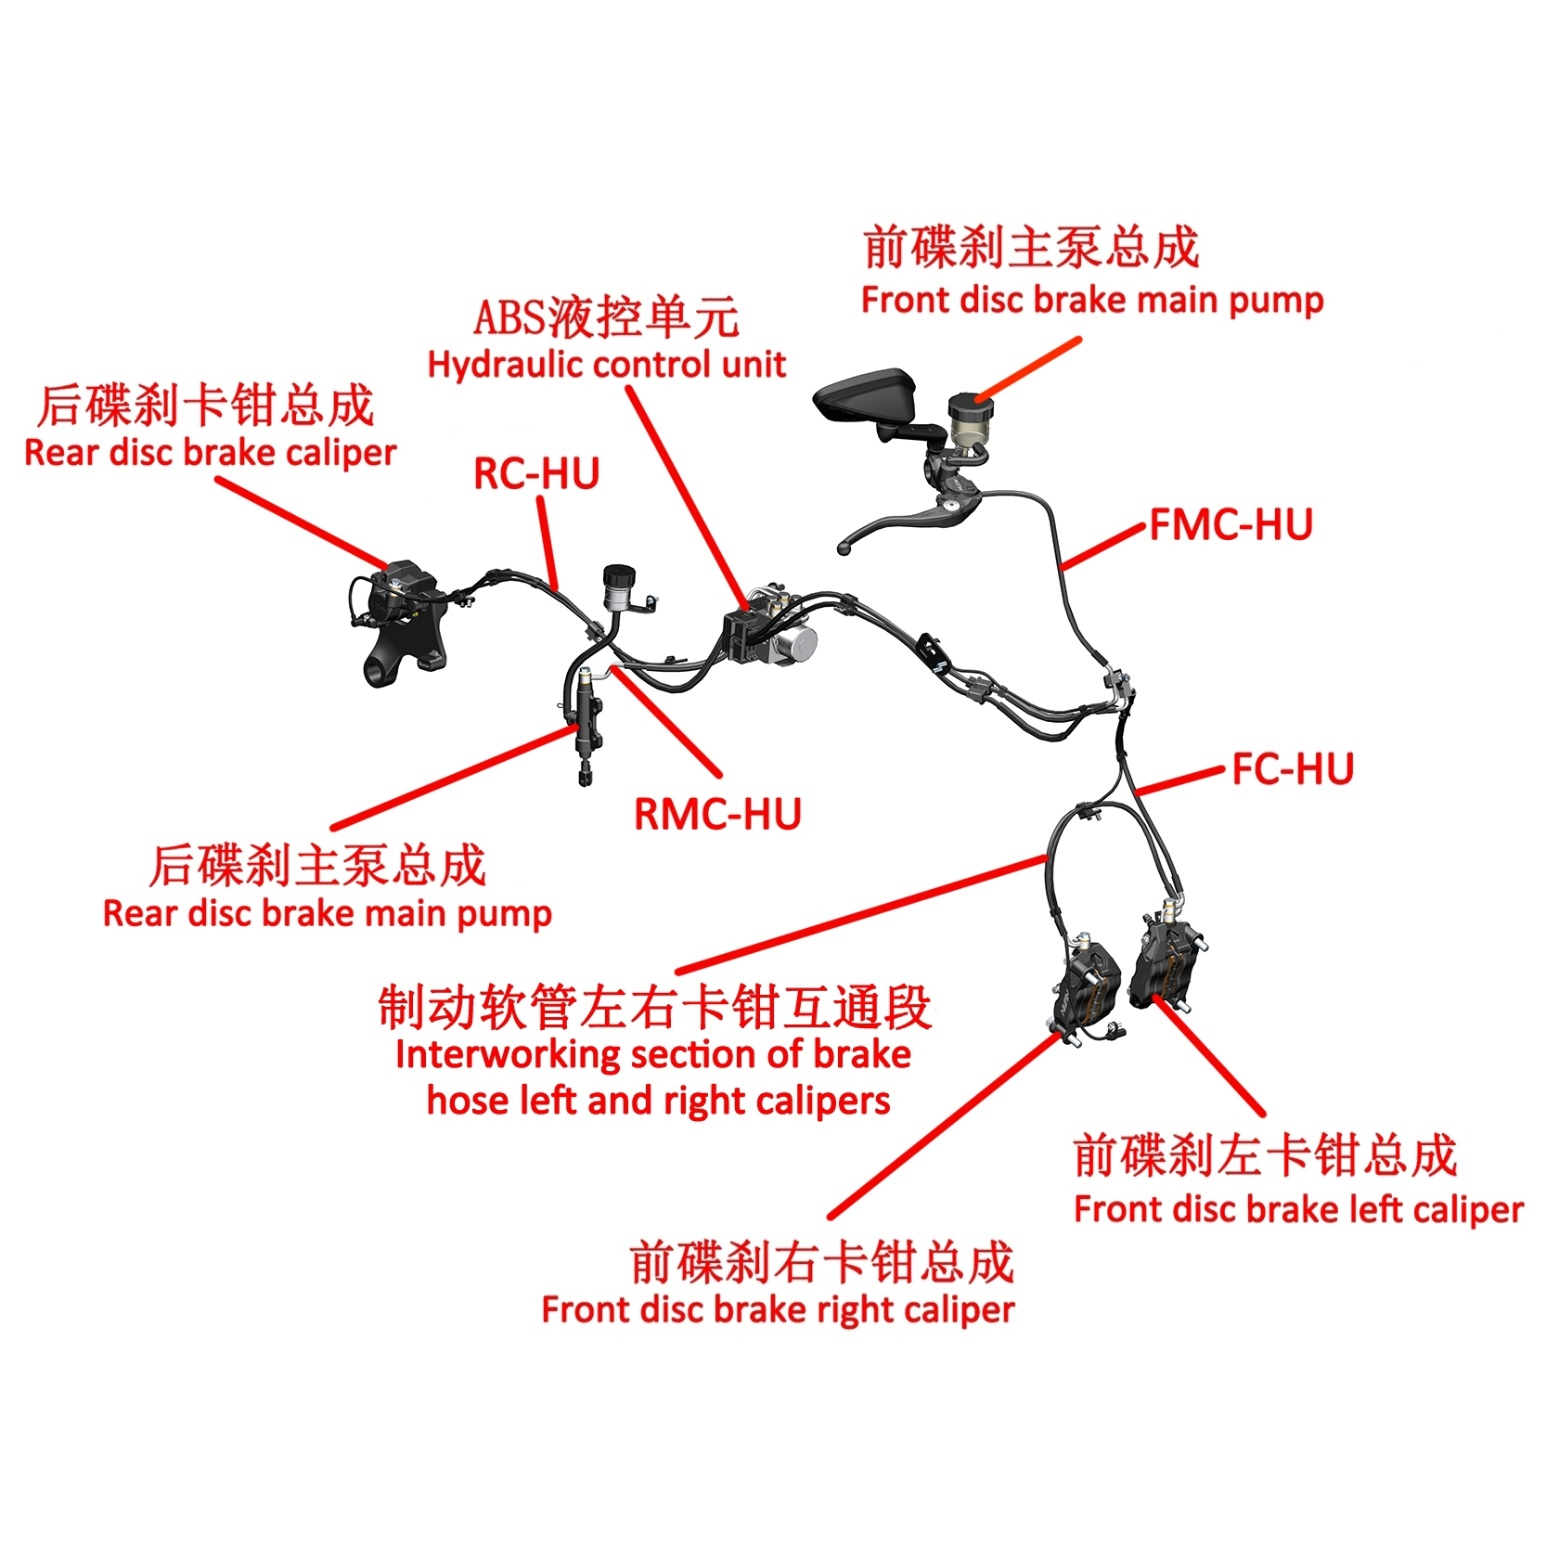 前碟刹主泵总成
Front disc brake main pump
ABS液控单元
Hydraulic control unit
后碟刹卡钳总成
Rear disc brake caliper
RC-HU
FMC-HU
FC-HU
RMC-HU
后碟刹主泵总成
Rear disc brake main pump
制动软管左右卡钳互通段
Interworking section of brake
hose left and right calipers
前碟刹左卡钳总成
Front disc brake left caliper
前碟刹右卡钳总成
Front disc brake right caliper